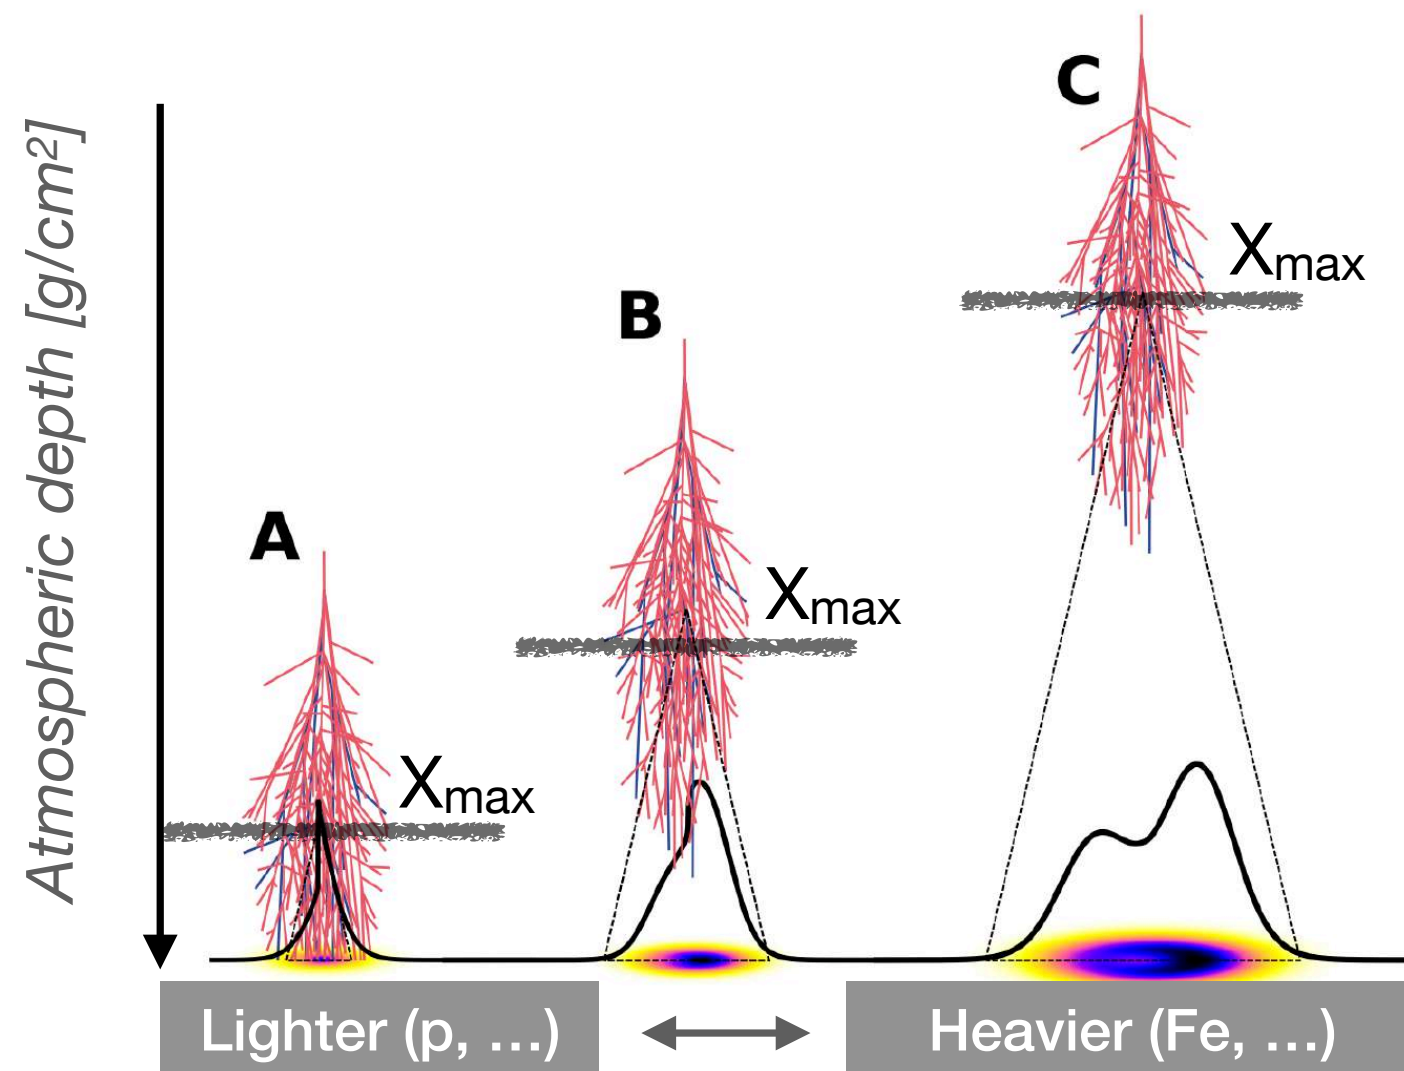 Atmospheric depth [g/cm²]
A
Xmax
B
Xmax
C
Xmax
Lighter (p, …)
Heavier (Fe, …)